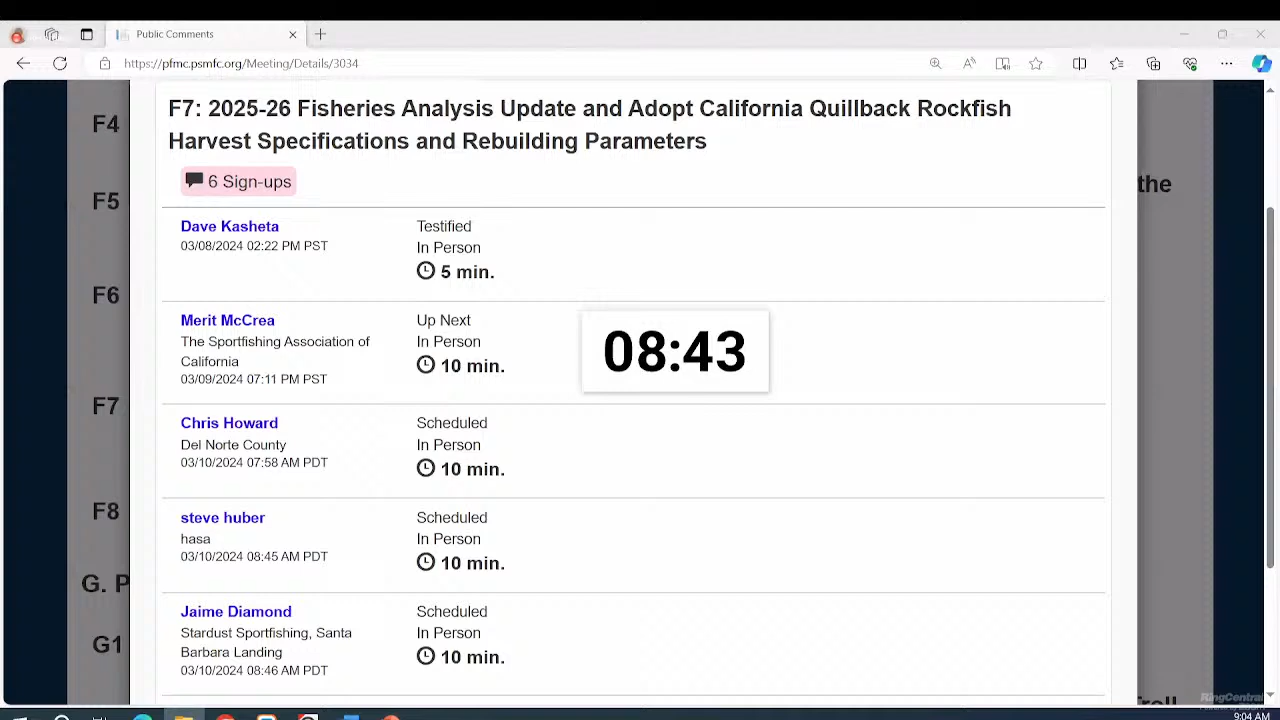 Public Comments
https://pfmc.psmfc.org/Meeting/Details/3034
F4
F5
F6
F7
F8
G. P
G1
the
F7: 2025-26 Fisheries Analysis Update and Adopt California Quillback Rockfish
Harvest Specifications and Rebuilding Parameters
6 Sign-ups
Dave Kasheta
03/08/2024 02:22 PM PST
Testified
In Person
5 min.
Merit McCrea
The Sportfishing Association of
California
03/09/2024 07:11 PM PST
Up Next
In Person
10 min.
08:43
Chris Howard
Del Norte County
03/10/2024 07:58 AM PDT
Scheduled
In Person
10 min.
steve huber
hasa
03/10/2024 08:45 AM PDT
Scheduled
In Person
10 min.
Jaime Diamond
Stardust Sportfishing, Santa
Barbara Landing
03/10/2024 08:46 AM PDT
Scheduled
In Person
10 min.
RingCentral
9:04 AM